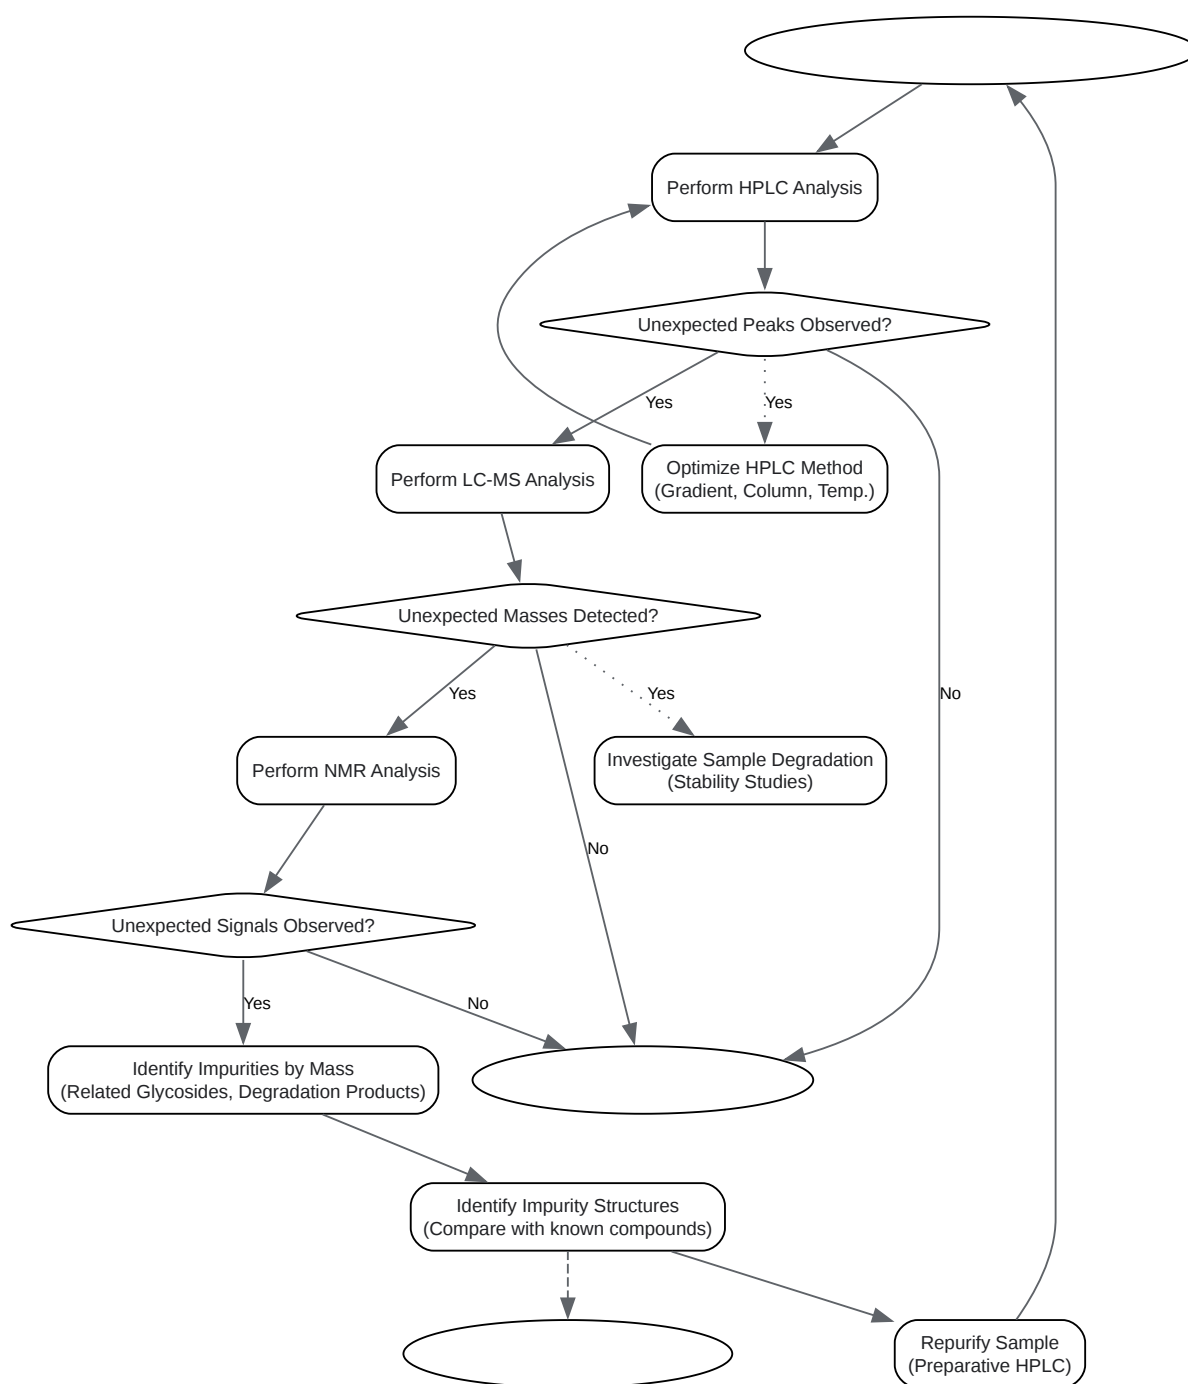 Perform HPLC Analysis
Unexpected Peaks Observed?
Yes
Yes
Perform LC-MS Analysis
Optimize HPLC Method
(Gradient, Column, Temp.)
Unexpected Masses Detected?
Yes
Yes
No
Perform NMR Analysis
Investigate Sample Degradation
(Stability Studies)
No
Unexpected Signals Observed?
Yes
No
Identify Impurities by Mass
(Related Glycosides, Degradation Products)
Identify Impurity Structures
(Compare with known compounds)
Repurify Sample
(Preparative HPLC)